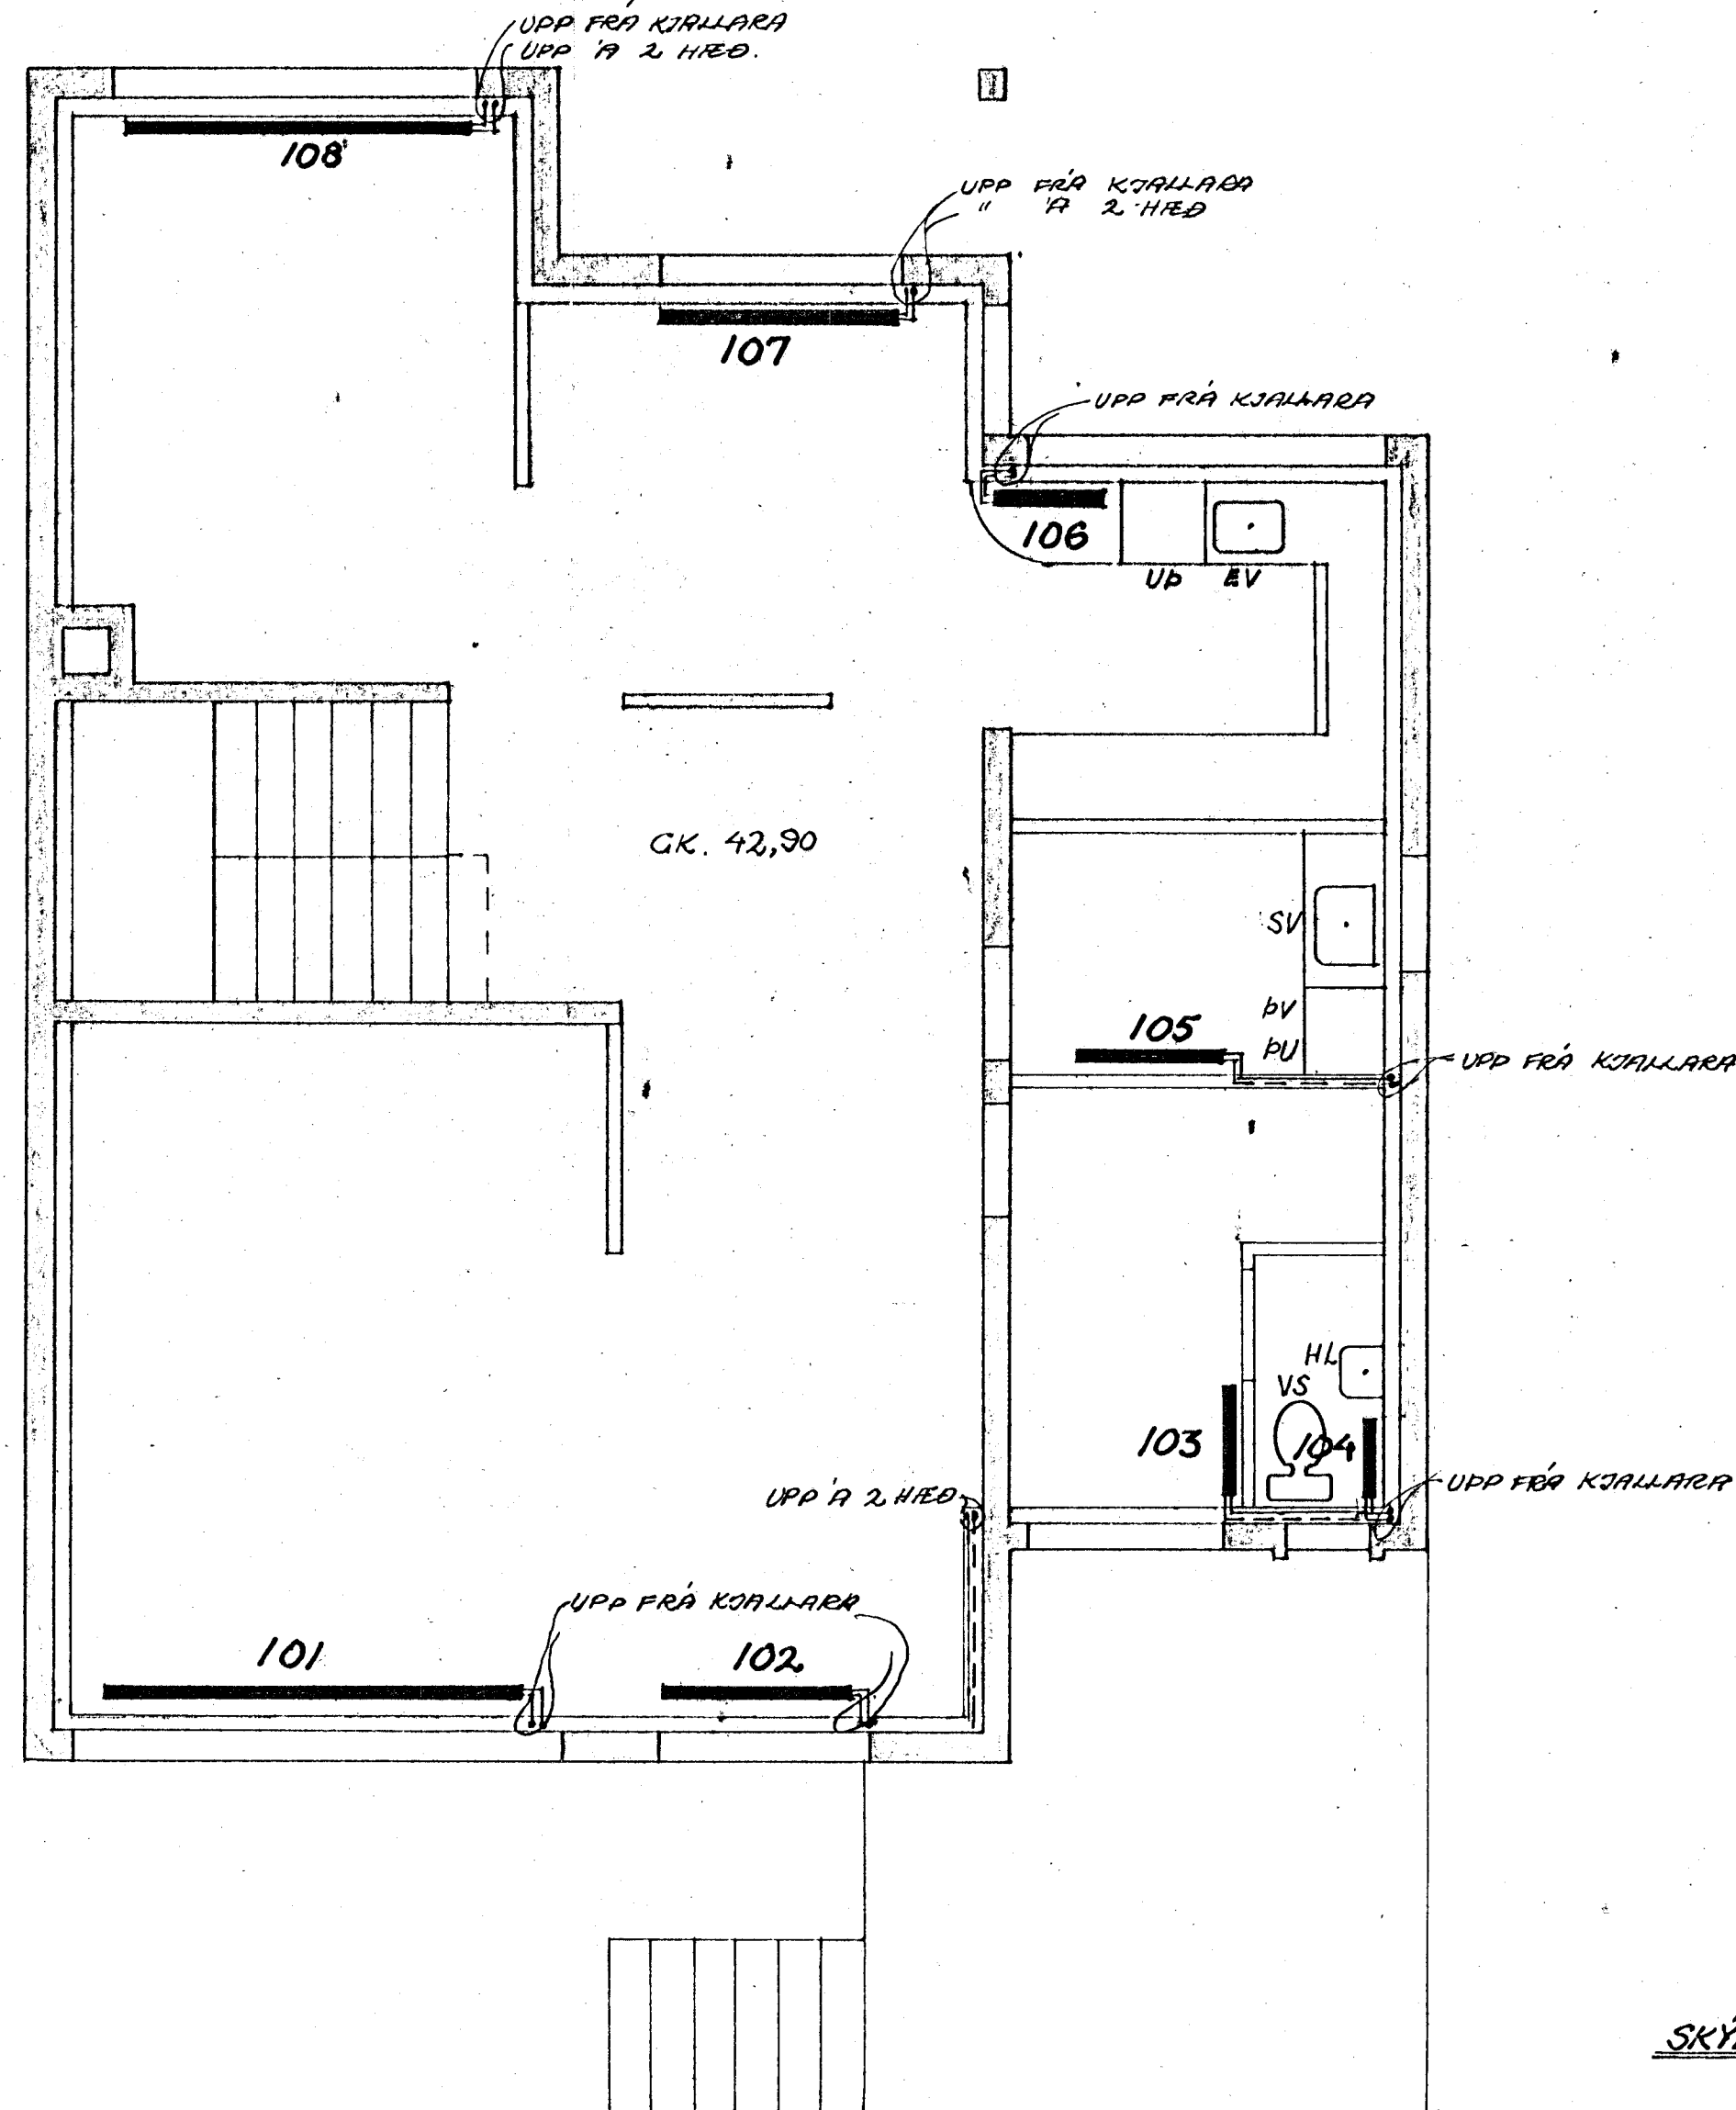 UPP FRÁ KJALLARA
UPP Á 2 HÆÐ.
108
UPP FRÁ KJALLARA
" Á 2 HÆÐ
107
UPP FRÁ KJALLARA
106
UÞ EV
GK. 42,90
SV
ÞV
105
ÞU
UPP FRÁ KJALLARA
HL
VS
103
104
UPP Á 2 HÆÐ
UPP FRÁ KJALLARA
UPP FRÁ KJALLARA
101
102